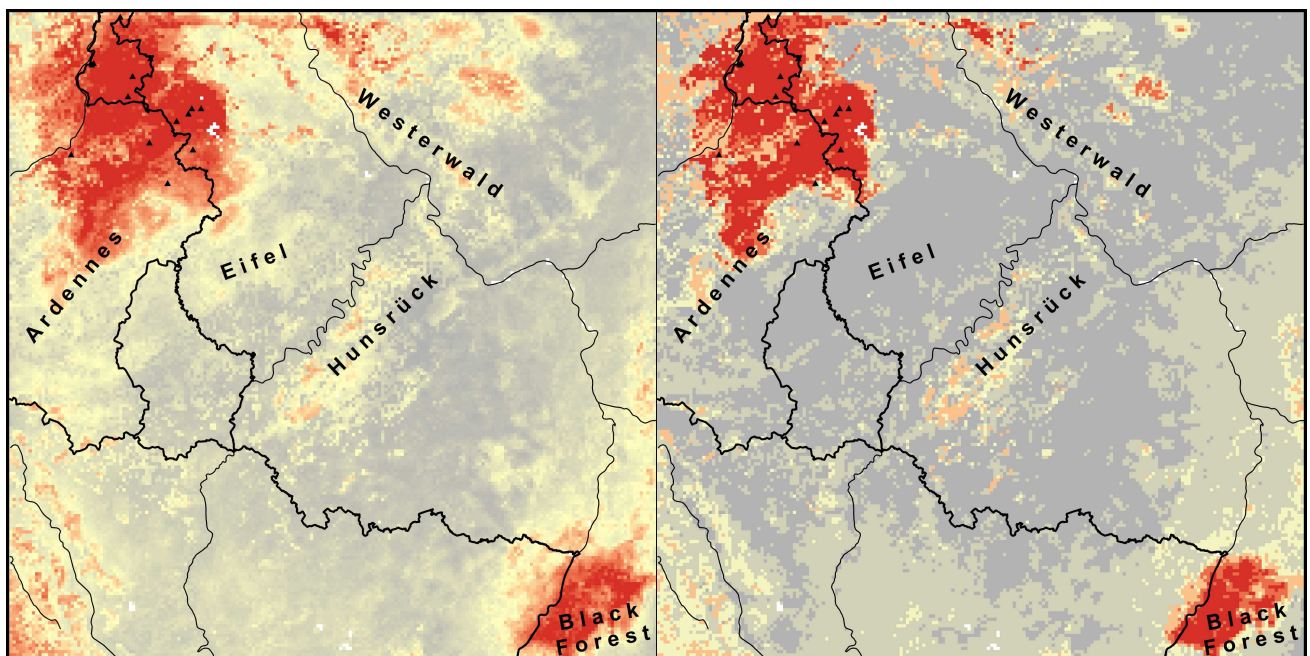 Westerwald
Eifel
Ardennes
Hunsrück
Black
Forest
Westerwald
Eifel
Ardennes
Hunsrück
Black
Forest